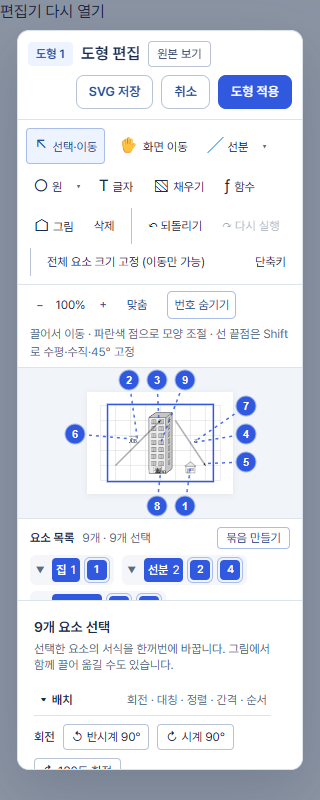 편집기 다시 열기
도형 1 도형 편집 원본 보기
SVG 저장 취소 도형 적용
선택·이동 화면 이동 선분
원 T 글자 채우기 ƒ 함수
그림 삭제 ↶ 되돌리기 ↷ 다시 실행
전체 요소 크기 고정 (이동만 가능) 단축키
− 100% + 맞춤 번호 숨기기
끌어서 이동 · 파란색 점으로 모양 조절 · 선 끝점은 Shift
로 수평·수직·45° 고정
2 3 9
7
6 4
5
8 1
요소 목록 9개 · 9개 선택 묶음 만들기
▼ 집 1 1 ▼ 선분 2 2 4
9개 요소 선택
선택한 요소의 서식을 한꺼번에 바꿉니다. 그림에서
함께 끌어 옮길 수도 있습니다.
▾ 배치 회전 · 대칭 · 정렬 · 간격 · 순서
회전 ↺ 반시계 90° ↻ 시계 90°